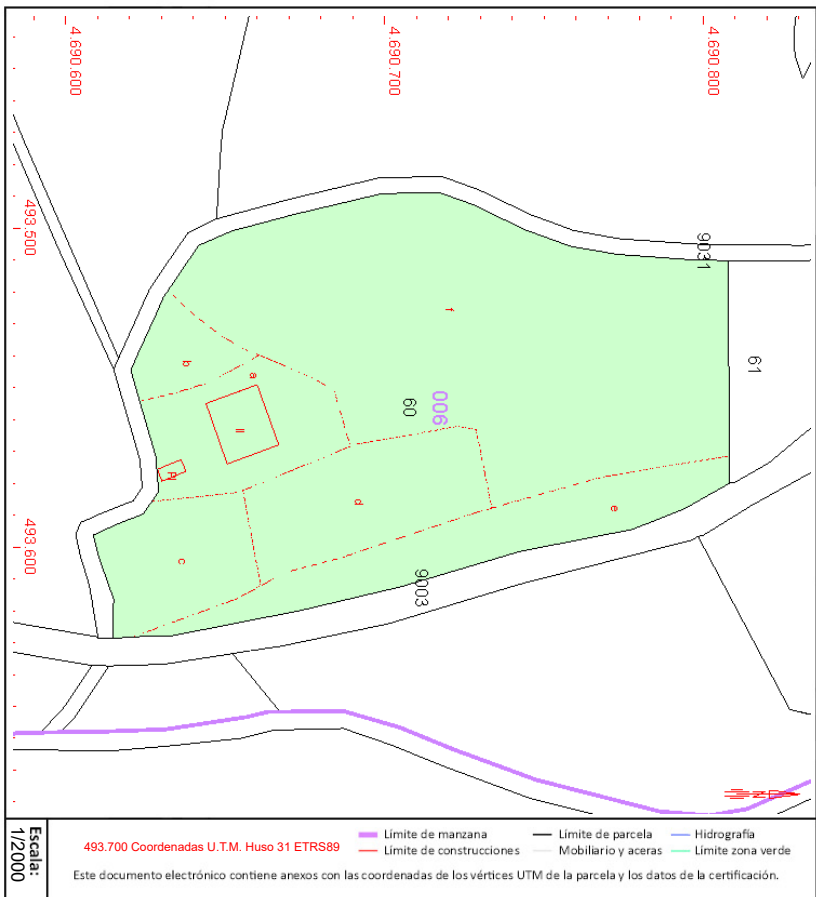 4.690.600
4.690.700
4.690.800
493.500
9031
f
61
b
a
006
60
II
PI
d
e
493.600
c
9003
N
Escala:
1/2000
493.700 Coordenadas U.T.M. Huso 31 ETRS89
Límite de manzana
Límite de parcela
Hidrografía
Límite de construcciones
Mobiliario y aceras
Límite zona verde
Este documento electrónico contiene anexos con las coordenadas de los vértices UTM de la parcela y los datos de la certificación.